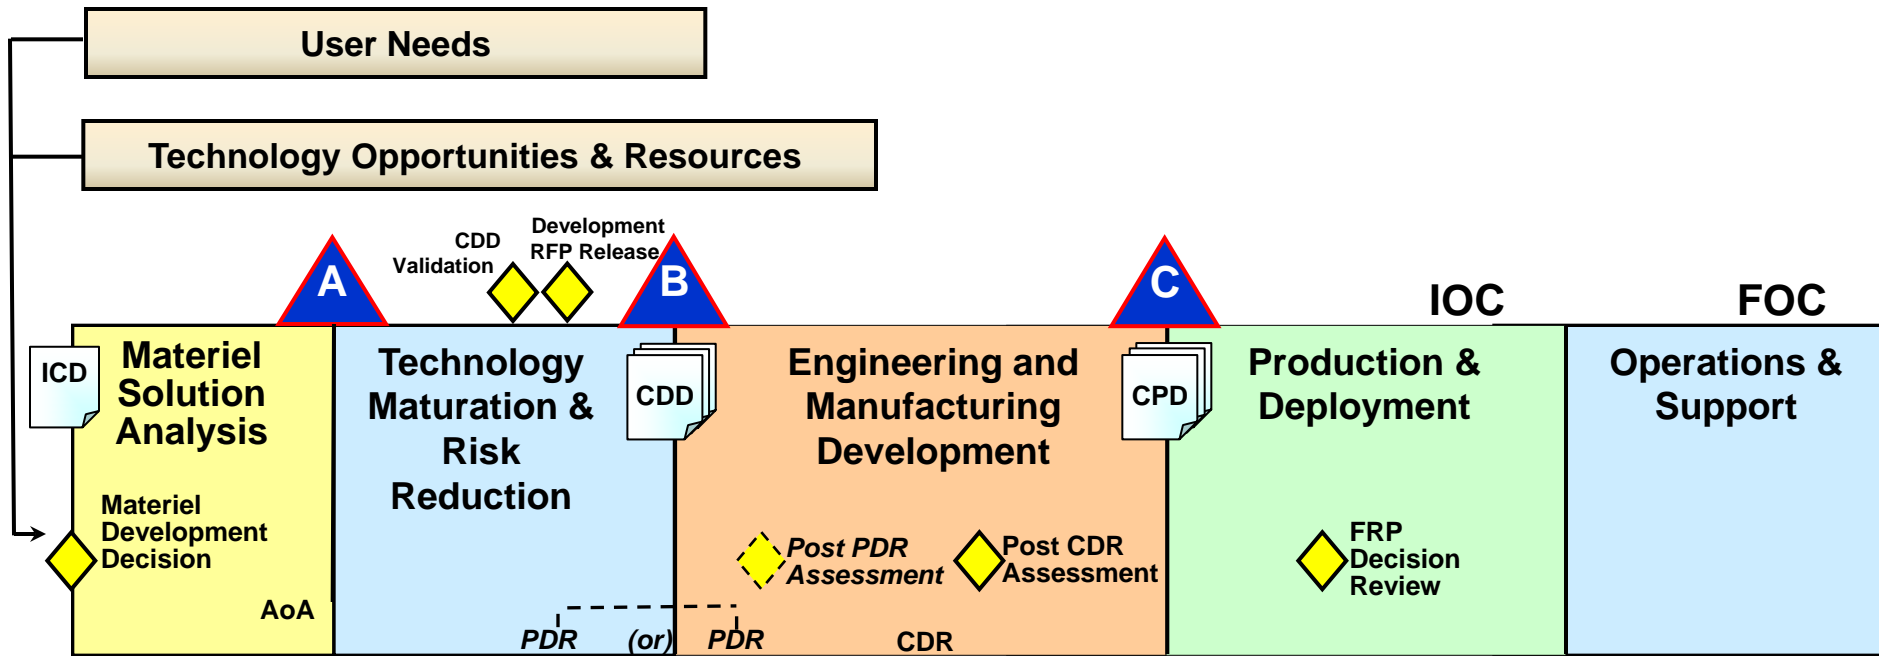 User Needs
Technology Opportunities & Resources
CDD
Validation
Development
RFP Release
A
B
C
IOC
FOC
ICD
Materiel
Solution
Analysis
Technology
Maturation &
Risk
Reduction
CDD
Engineering and
Manufacturing
Development
CPD
Production &
Deployment
Operations &
Support
Materiel
Development
Decision
Post PDR
Assessment
Post CDR
Assessment
FRP
Decision
Review
AoA
PDR (or) PDR
CDR